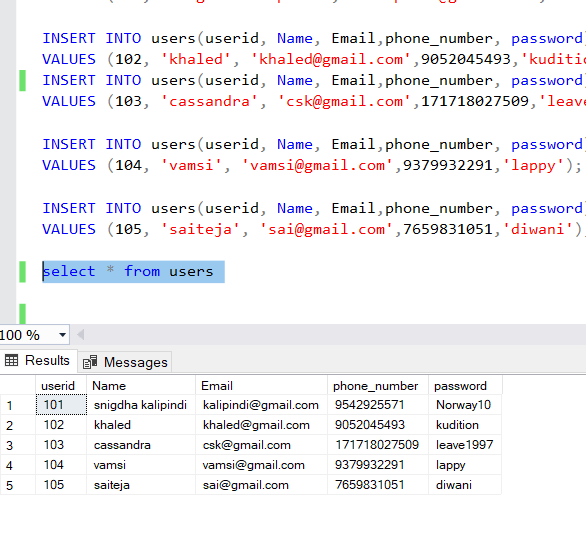 INSERT INTO users(userid, Name, Email,phone_number, password
VALUES (102, 'khaled', 'khaled@gmail.com',9052045493,'kuditio
INSERT INTO users(userid, Name, Email,phone_number, password
VALUES (103, 'cassandra', 'csk@gmail.com',171718027509,'leave
INSERT INTO users(userid, Name, Email,phone_number, password
VALUES (104, 'vamsi', 'vamsi@gmail.com',9379932291,'lappy');
INSERT INTO users(userid, Name, Email,phone_number, password
VALUES (105, 'saiteja', 'sai@gmail.com',7659831051,'diwani')
select * from users
100 %
Results Messages
userid Name Email phone_number password
1 101 snigdha kalipindi kalipindi@gmail.com 9542925571 Norway10
2 102 khaled khaled@gmail.com 9052045493 kudition
3 103 cassandra csk@gmail.com 171718027509 leave1997
4 104 vamsi vamsi@gmail.com 9379932291 lappy
5 105 saiteja sai@gmail.com 7659831051 diwani